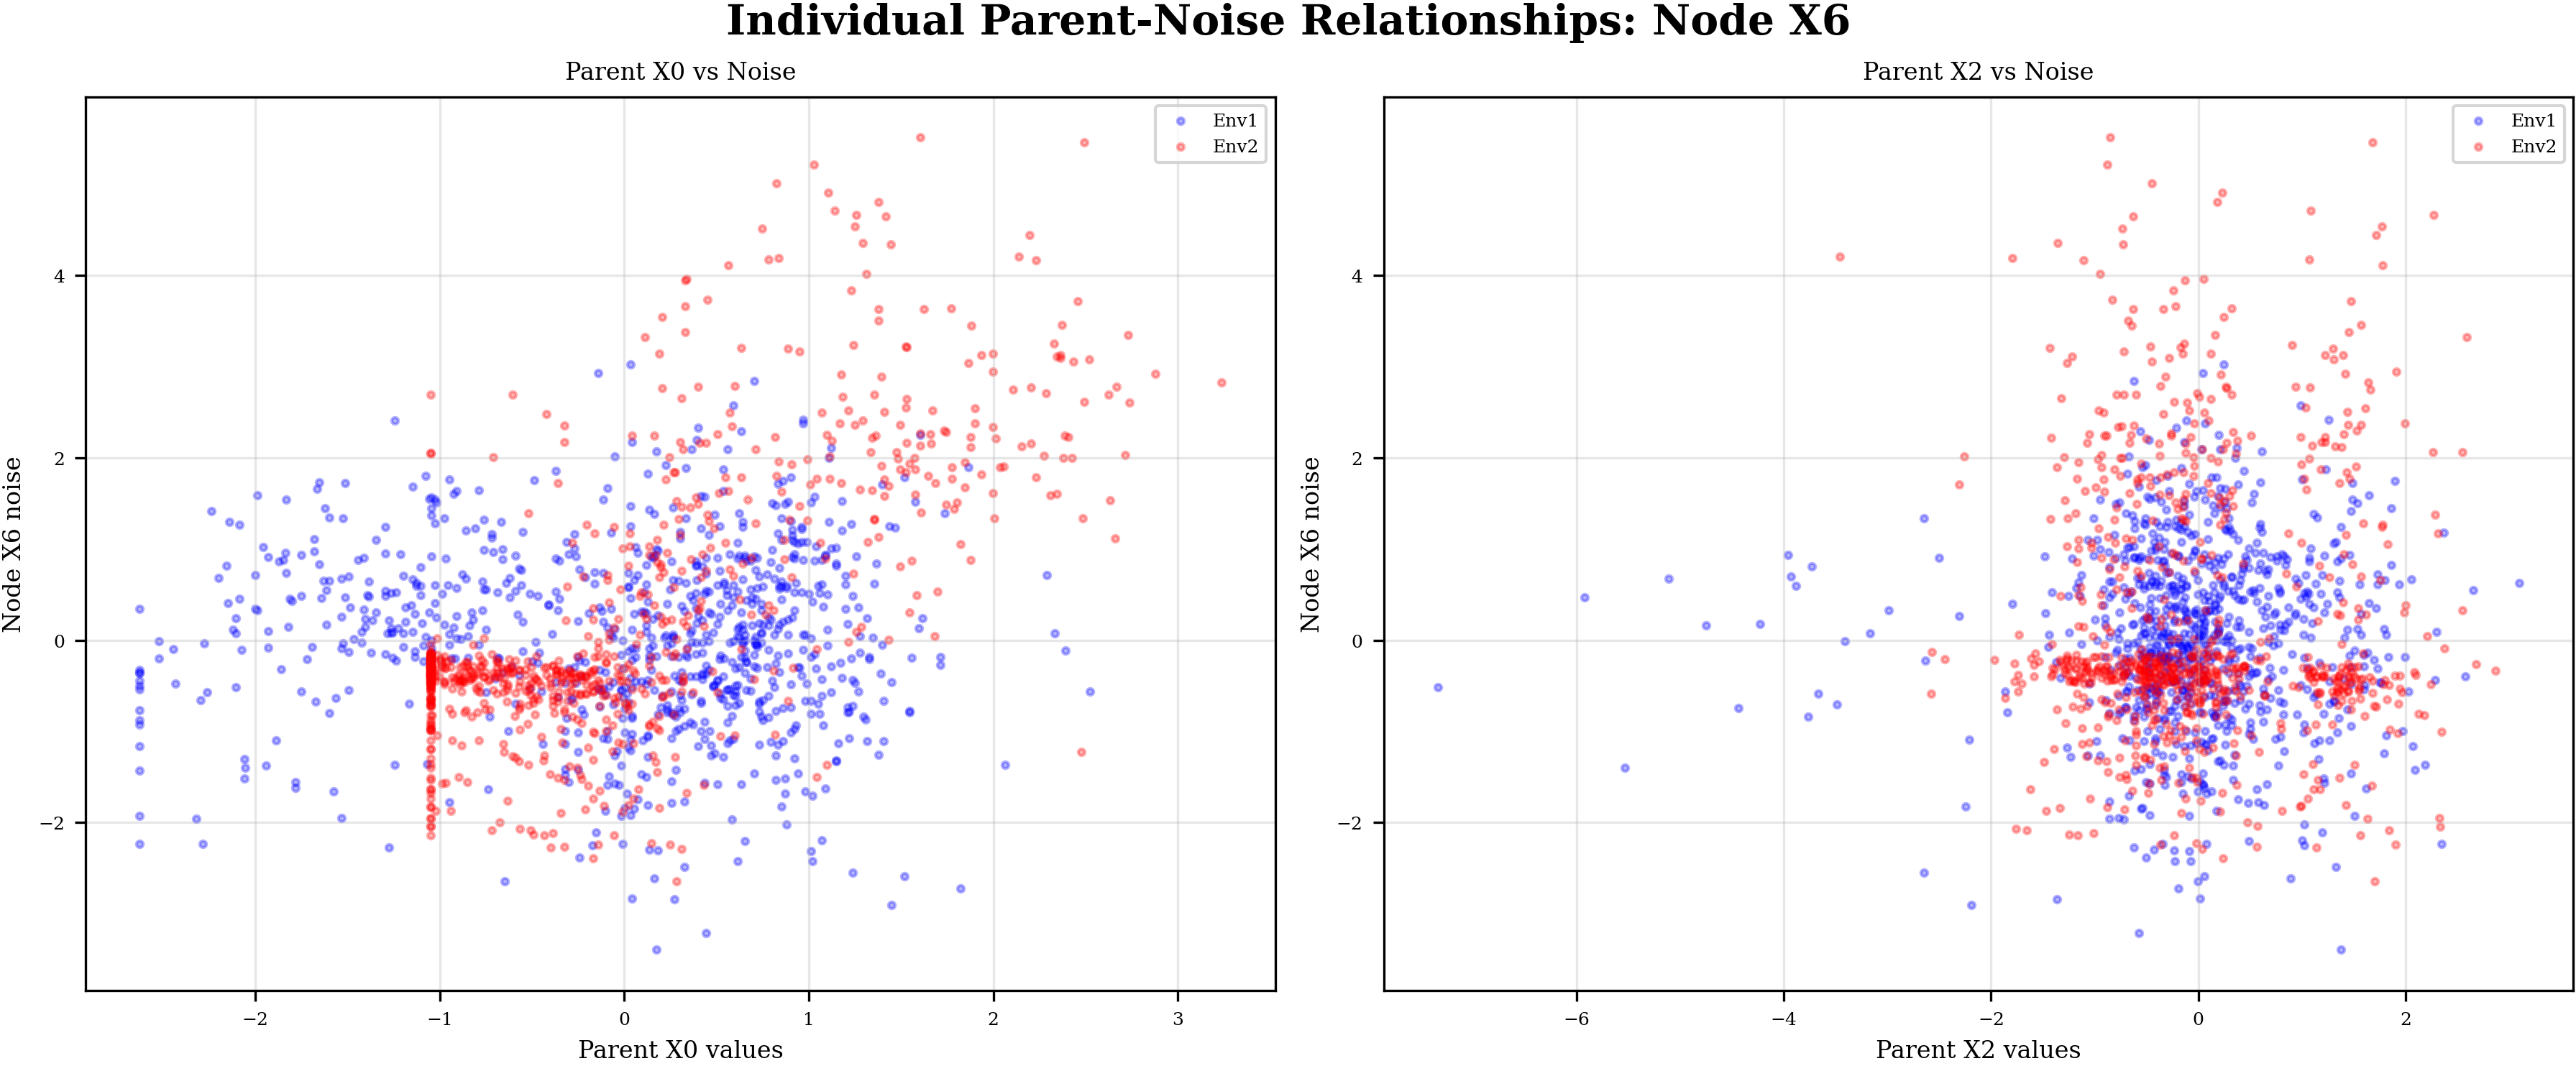 Individual Parent-Noise Relationships: Node X6
Parent X0 vs Noise
Node X6 noise
4
2
0
−2
Env1
Env2
−2
−1
0
1
2
3
Parent X0 values
Parent X2 vs Noise
Node X6 noise
4
2
0
−2
Env1
Env2
−6
−4
−2
0
2
Parent X2 values